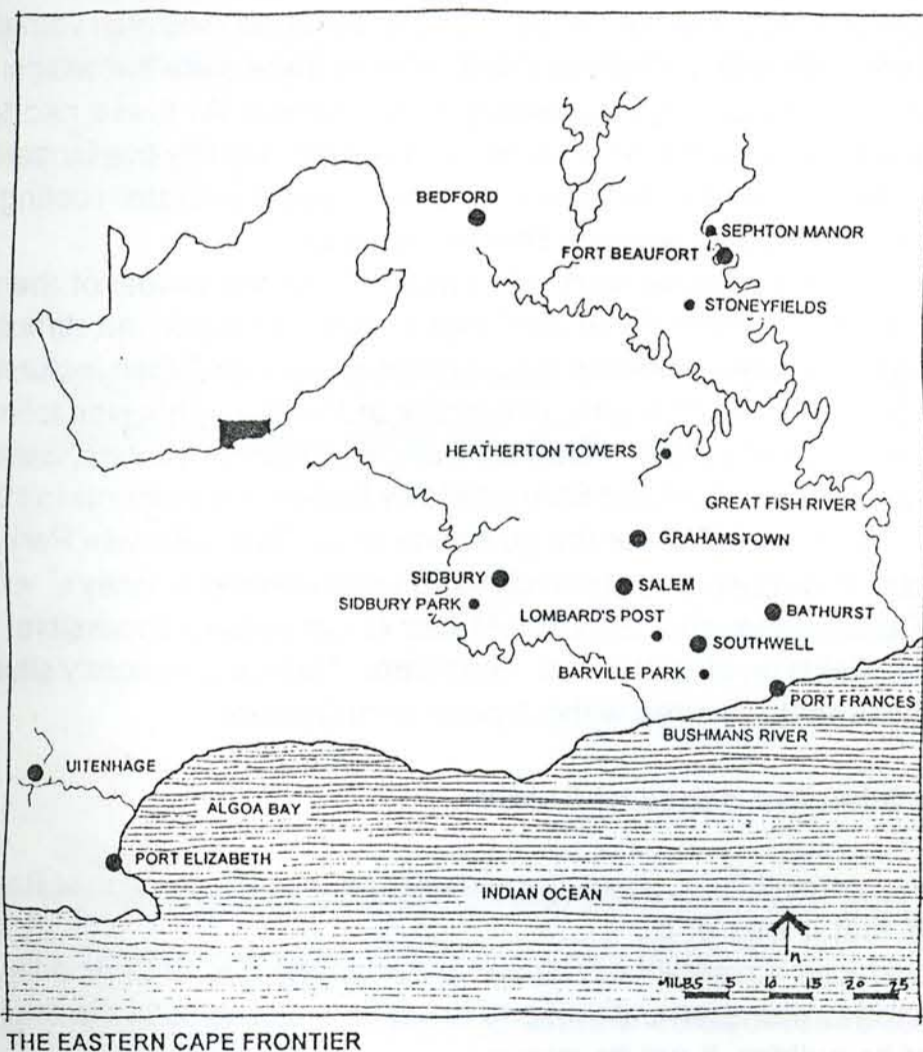 BEDFORD
SEPHTON MANOR
FORT BEAUFORT
STONEYFIELDS
HEATHERTON TOWERS
GREAT FISH RIVER
GRAHAMSTOWN
SIDBURY
SALEM
SIDBURY PARK
LOMBARD'S POST
BATHURST
SOUTHWELL
BARVILLE PARK
PORT FRANCES
BUSHMANS RIVER
UITENHAGE
ALGOA BAY
PORT ELIZABETH
INDIAN OCEAN
n
MILES 5 10 15 20 25
THE EASTERN CAPE FRONTIER